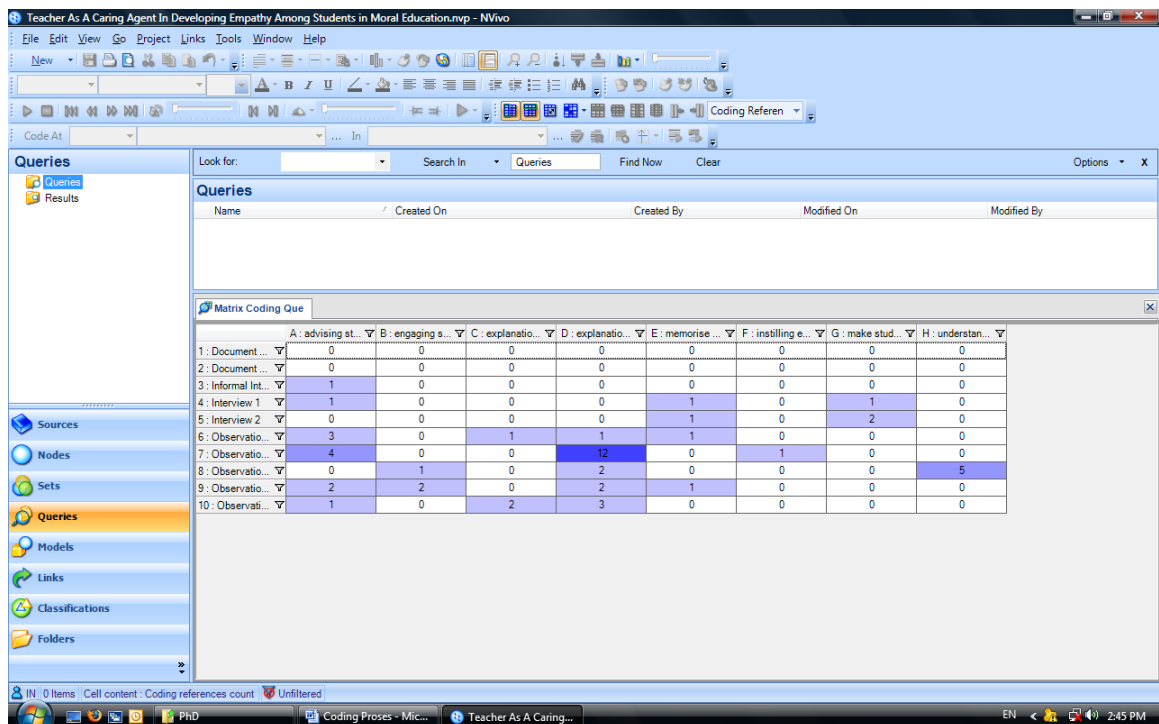 Teacher As A Caring Agent In Developing Empathy Among Students in Moral Education.nvp - NVivo
File Edit View Go Project Links Tools Window Help
New
A B I U A
Coding Referen
Code At ... In ...
Queries
Queries
Results
Look for: Search In Queries Find Now Clear Options x
Queries
Name / Created On Created By Modified On Modified By
Matrix Coding Que
A : advising st... B : engaging s... C : explanatio... D : explanatio... E : memorise ... F : instilling e... G : make stud... H : understan...
1 : Document ... 0 0 0 0 0 0 0 0
2 : Document ... 0 0 0 0 0 0 0 0
3 : Informal Int... 1 0 0 0 0 0 0 0
4 : Interview 1 1 0 0 0 1 0 1 0
5 : Interview 2 0 0 0 0 1 0 2 0
6 : Observatio... 3 0 1 1 1 0 0 0
7 : Observatio... 4 0 0 12 0 1 0 0
8 : Observatio... 0 1 0 2 0 0 0 5
9 : Observatio... 2 2 0 2 1 0 0 0
10 : Observati... 1 0 2 3 0 0 0 0
Sources
Nodes
Sets
Queries
Models
Links
Classifications
Folders
»
IN 0 Items Cell content : Coding references count Unfiltered
PhD Coding Proses - Mic... Teacher As A Caring... EN < 2:45 PM